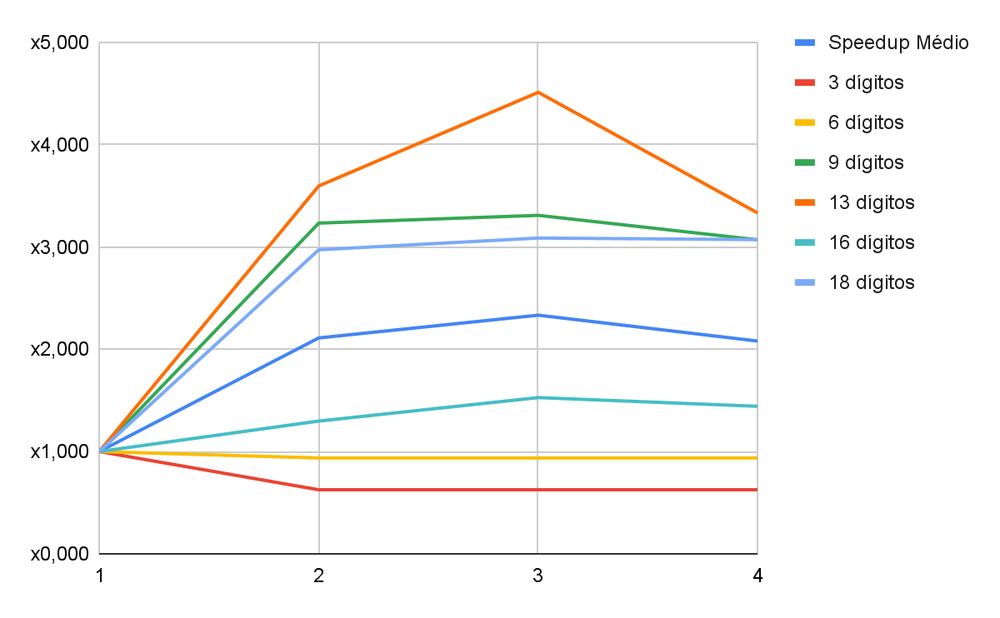 x5,000
x4,000
x3,000
x2,000
x1,000
x0,000
1 2 3 4
Speedup Médio
3 dígitos
6 dígitos
9 dígitos
13 dígitos
16 dígitos
18 dígitos